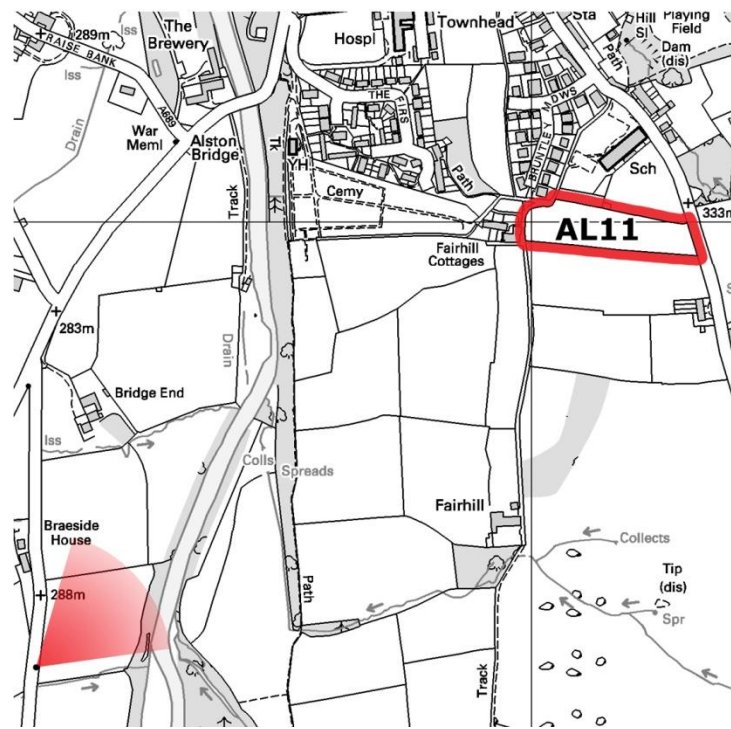 289m
RAISE BANK
Iss
Iss
The
Brewery
Drain
A689
War
Meml
Alston
Bridge
Track
Tk
YH
Hospl
Townhead
Sta
Hill
Sl
Playing
Field
Path
Dam
(dis)
THE FIRS
BRUNTLE MDWS
Path
Sch
Cemy
333m
Fairhill
Cottages
AL11
283m
Drain
Bridge End
Iss
Colls
Spreads
Braeside
House
288m
Fairhill
Collects
Tip
(dis)
Spr
Path
Track